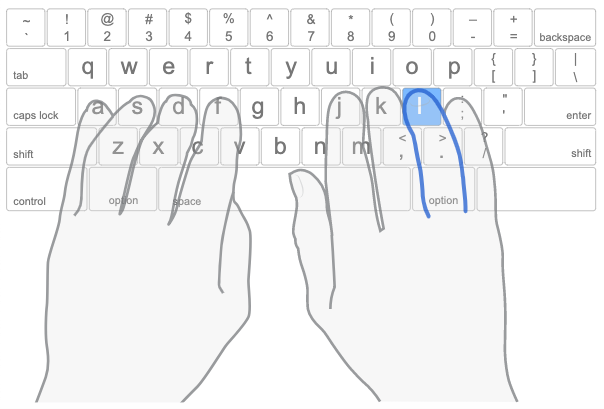 ~ ! @ # $ % ^ & * ( ) – +
` 1 2 3 4 5 6 7 8 9 0 - = backspace
tab q w e r t y u i o p { [ } ] | \
caps lock a s d f g h j k l : ; " ' enter
shift z x c v b n m < , > . ? / shift
control option space option